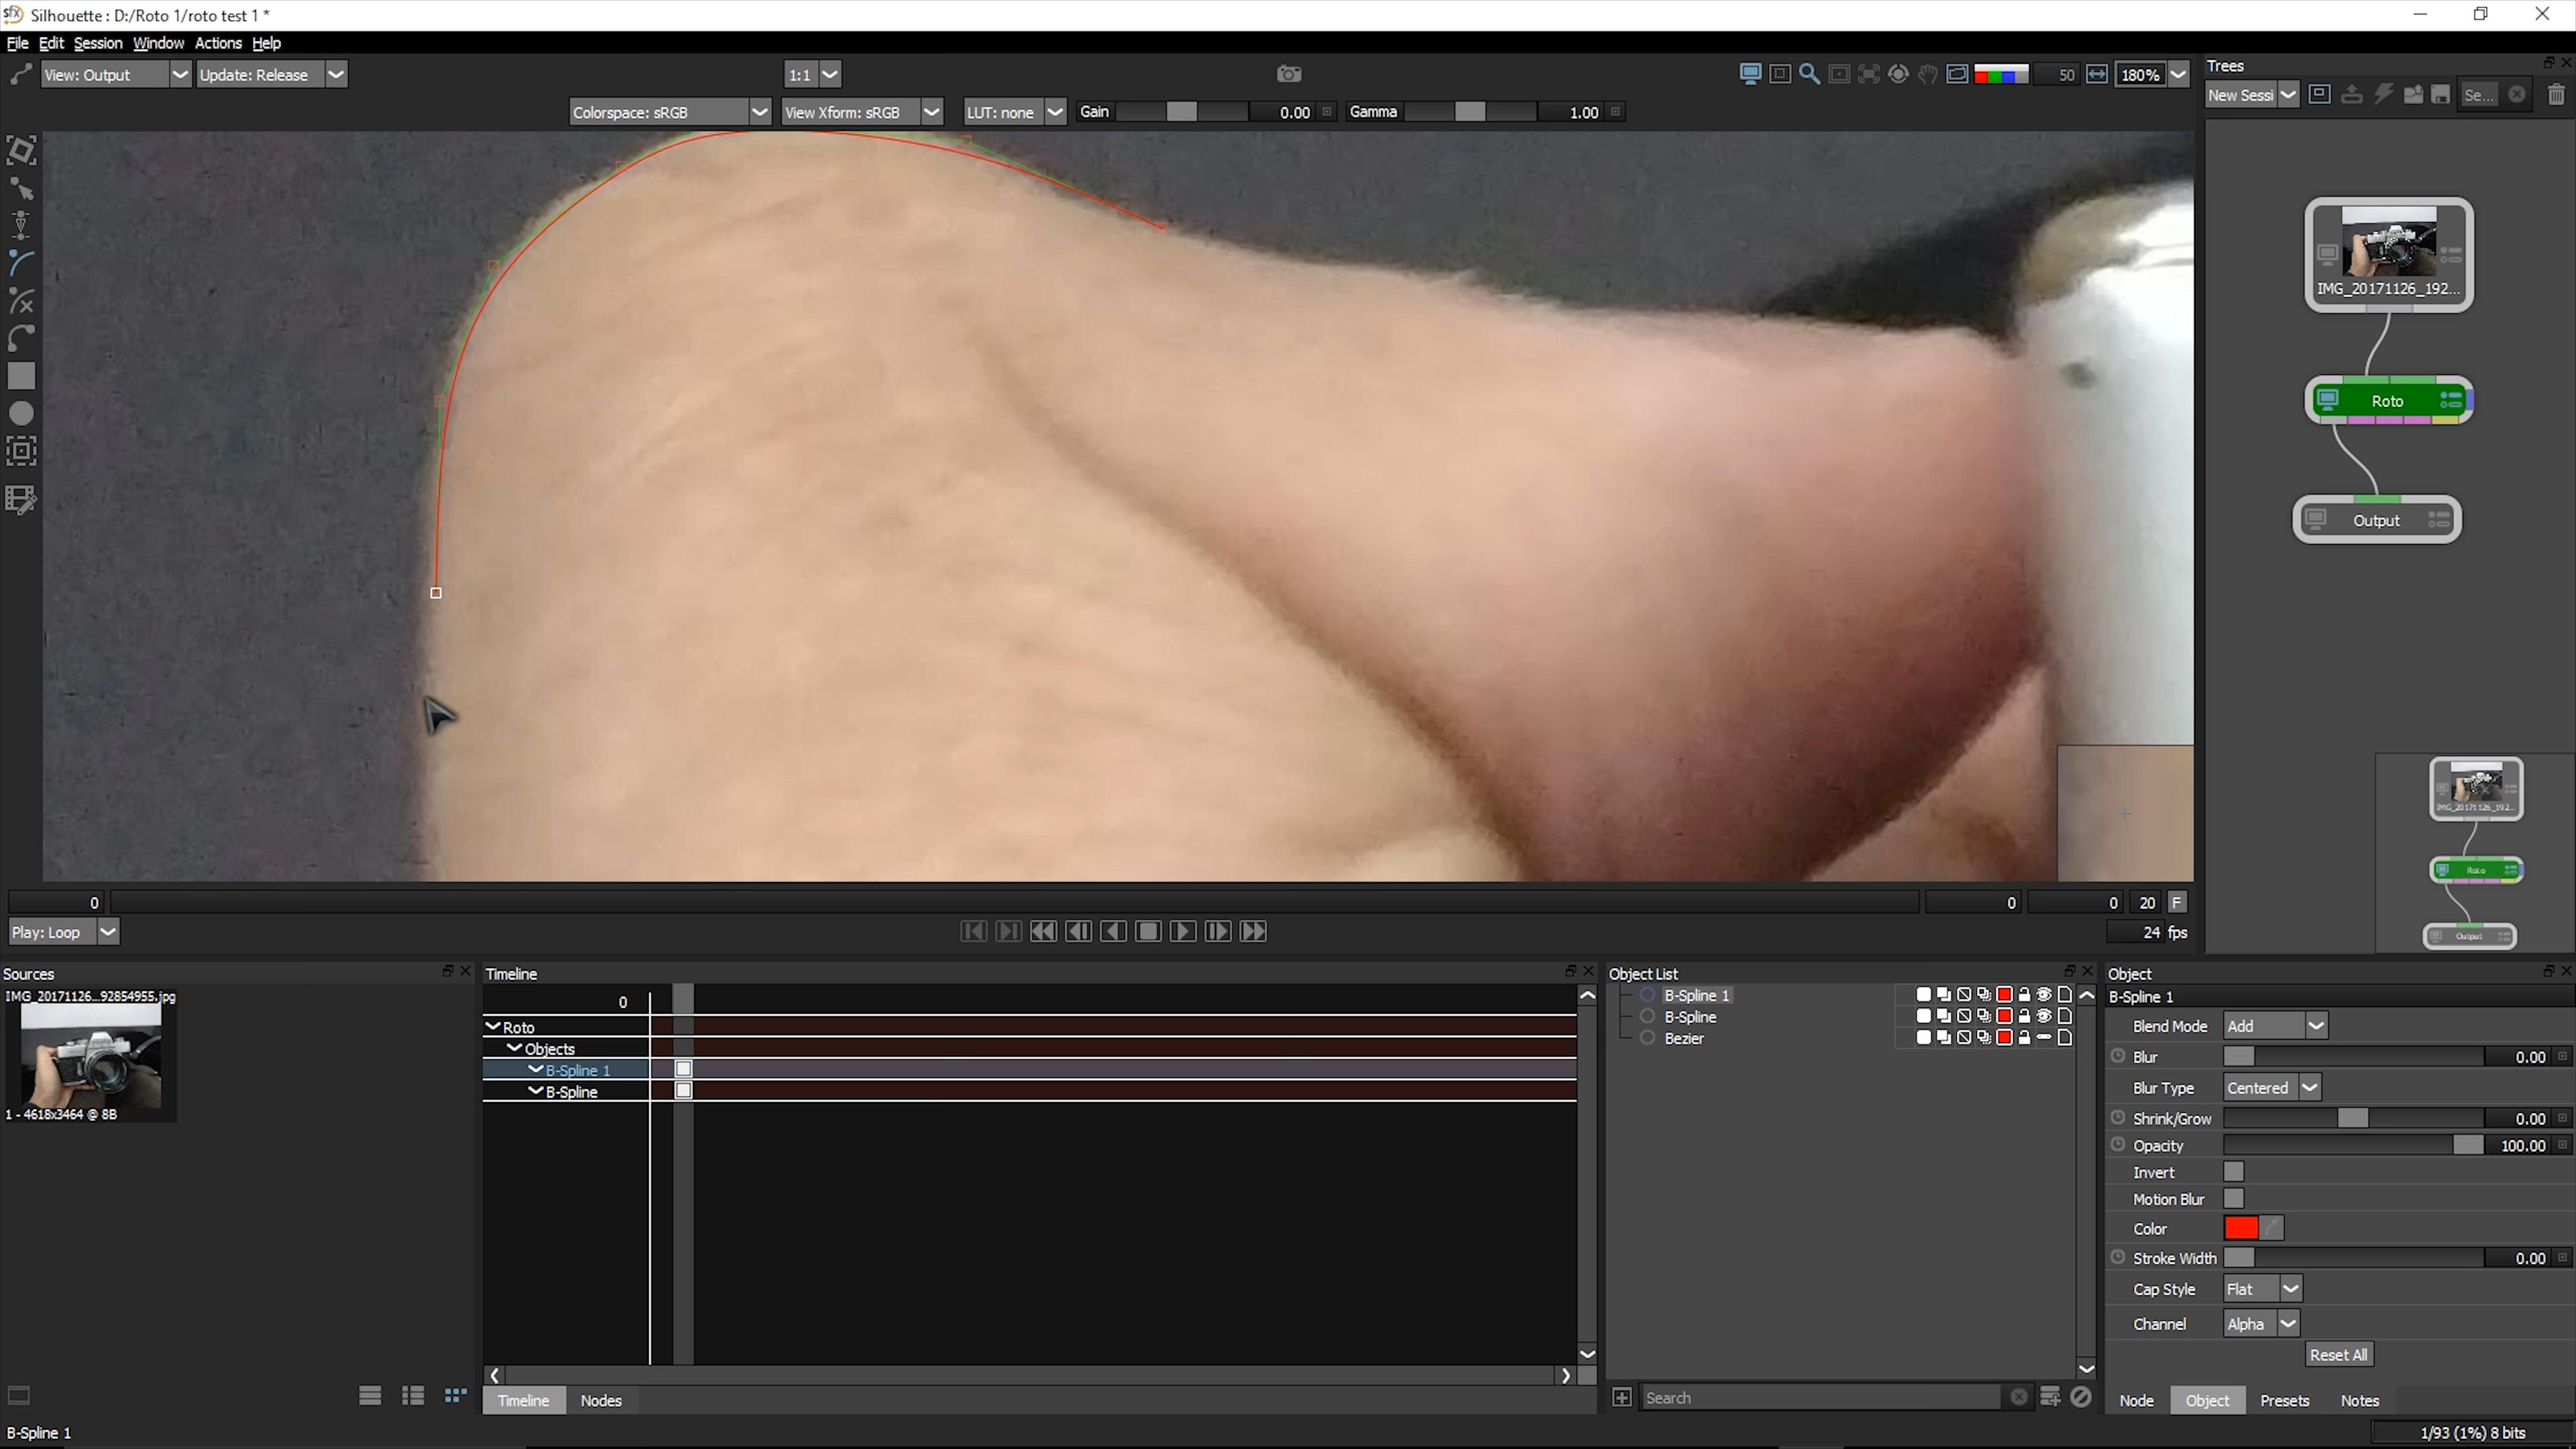 sfx Silhouette : D:/Roto 1/roto test 1 *
File Edit Session Window Actions Help
View: Output Update: Release 1:1 50 180%
Colorspace: sRGB View Xform: sRGB LUT: none Gain 0.00 Gamma 1.00
Trees
New Sessi Se...
IMG_20171126_192...
Roto
Output
IMG_20171126_192...
Roto
Output
0 0 0 20 F
Play: Loop 24 fps
Sources
IMG_20171126...92854955.jpg
1 - 4618x3464 @ 8B
Timeline
0
Roto
Objects
B-Spline 1
B-Spline
Timeline Nodes
Object List
B-Spline 1
B-Spline
Bezier
Search
Object
B-Spline 1
Blend Mode Add
Blur 0.00
Blur Type Centered
Shrink/Grow 0.00
Opacity 100.00
Invert
Motion Blur
Color
Stroke Width 0.00
Cap Style Flat
Channel Alpha
Reset All
Node Object Presets Notes
B-Spline 1 1/93 (1%) 8 bits